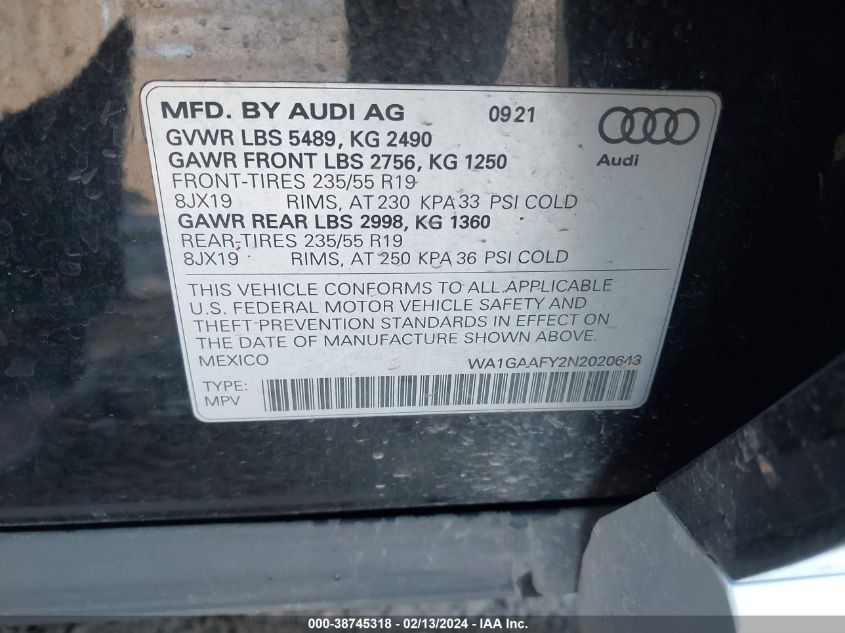 MFD. BY AUDI AG 0921
GVWR LBS 5489, KG 2490
GAWR FRONT LBS 2756, KG 1250
Audi
FRONT-TIRES 235/55 R19
8JX19 RIMS, AT 230 KPA 33 PSI COLD
GAWR REAR LBS 2998, KG 1360
REAR-TIRES 235/55 R19
8JX19 RIMS, AT 250 KPA 36 PSI COLD
THIS VEHICLE CONFORMS TO ALL APPLICABLE
U.S. FEDERAL MOTOR VEHICLE SAFETY AND
THEFT PREVENTION STANDARDS IN EFFECT ON
THE DATE OF MANUFACTURE SHOWN ABOVE.
MEXICO WA1GAAFY2N2020643
TYPE:
MPV
000-38745318 - 02/13/2024 - IAAI.COM